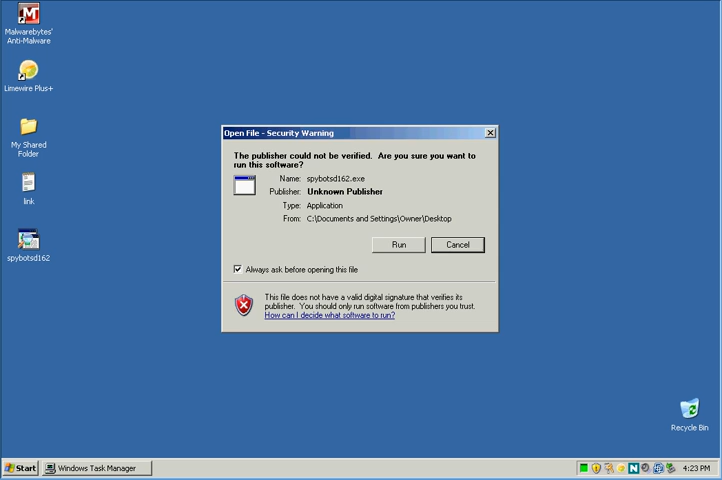 Malwarebytes'
Anti-Malware
Limewire Plus+
My Shared
Folder
link
spybotsd162
Open File - Security Warning
The publisher could not be verified.  Are you sure you want to
run this software?
Name: spybotsd162.exe
Publisher: Unknown Publisher
Type: Application
From: C:\Documents and Settings\Owner\Desktop
Run Cancel
Always ask before opening this file
This file does not have a valid digital signature that verifies its
publisher.  You should only run software from publishers you trust.
How can I decide what software to run?
Recycle Bin
Start Windows Task Manager N 4:23 PM